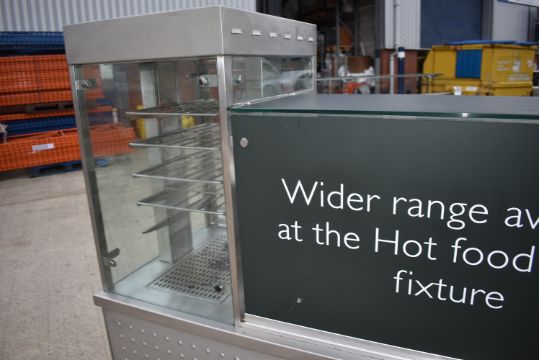 Wider range av
at the Hot food
fixture